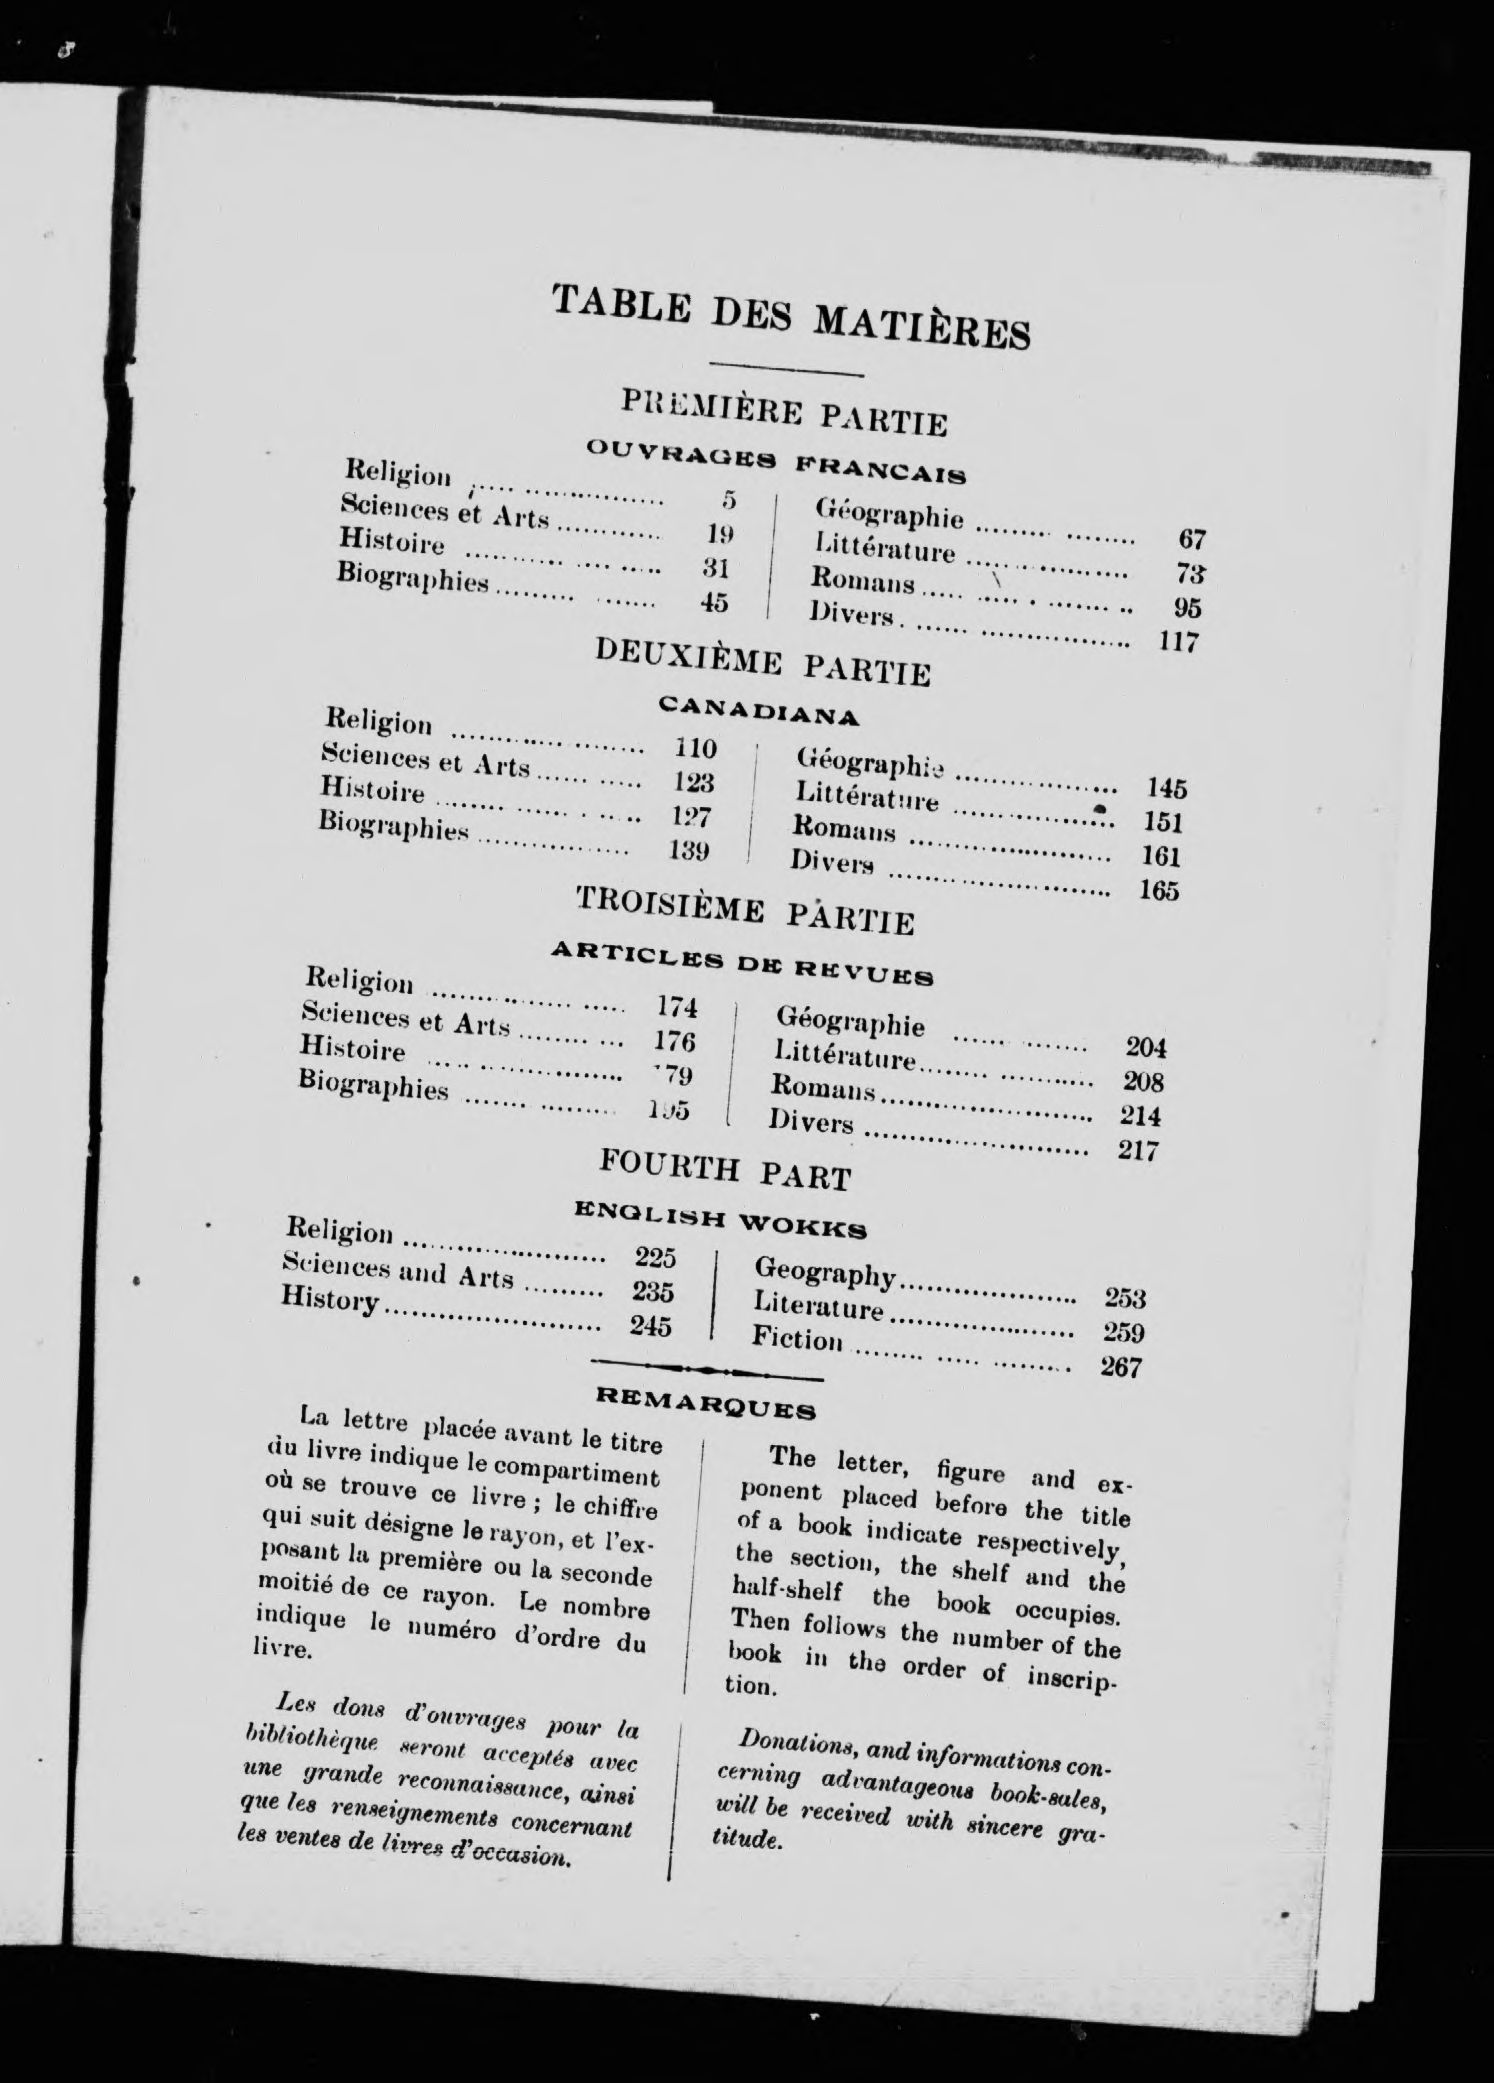 TABLE DES MATIÈRES
PREMIÈRE PARTIE
OUVRAGES FRANCAIS
Religion ..................... 5
Sciences et Arts ............ 19
Histoire ..................... 31
Biographies ................ 45
Géographie ................. 67
Littérature .................. 73
Romans ..................... 95
Divers ........................ 117
DEUXIÈME PARTIE
CANADIANA
Religion ..................... 110
Sciences et Arts ........... 123
Histoire ..................... 127
Biographies ................. 139
Géographie .................. 145
Littérature .................. 151
Romans ........................ 161
Divers ........................ 165
TROISIÈME PARTIE
ARTICLES DE REVUES
Religion ..................... 174
Sciences et Arts ........... 176
Histoire ..................... 79
Biographies ................. 195
Géographie ............... 204
Littérature .................. 208
Romans ........................ 214
Divers ........................ 217
FOURTH PART
ENGLISH WORKS
Religion ...................... 225
Sciences and Arts ......... 235
History ........................ 245
Geography .................... 253
Literature .................... 259
Fiction ...................... 267
REMARQUES
La lettre placée avant le titre
du livre indique le compartiment
où se trouve ce livre ; le chiffre
qui suit désigne le rayon, et l'ex-
posant la première ou la seconde
moitié de ce rayon. Le nombre
indique le numéro d'ordre du
livre.
Les dons d'ouvrages pour la
bibliothèque seront acceptés avec
une grande reconnaissance, ainsi
que les renseignements concernant
les ventes de livres d'occasion.
The letter, figure and ex-
ponent placed before the title
of a book indicate respectively,
the section, the shelf and the
half-shelf the book occupies.
Then follows the number of the
book in the order of inscrip-
tion.
Donations, and informations con-
cerning advantageous book-sales,
will be received with sincere gra-
titude.